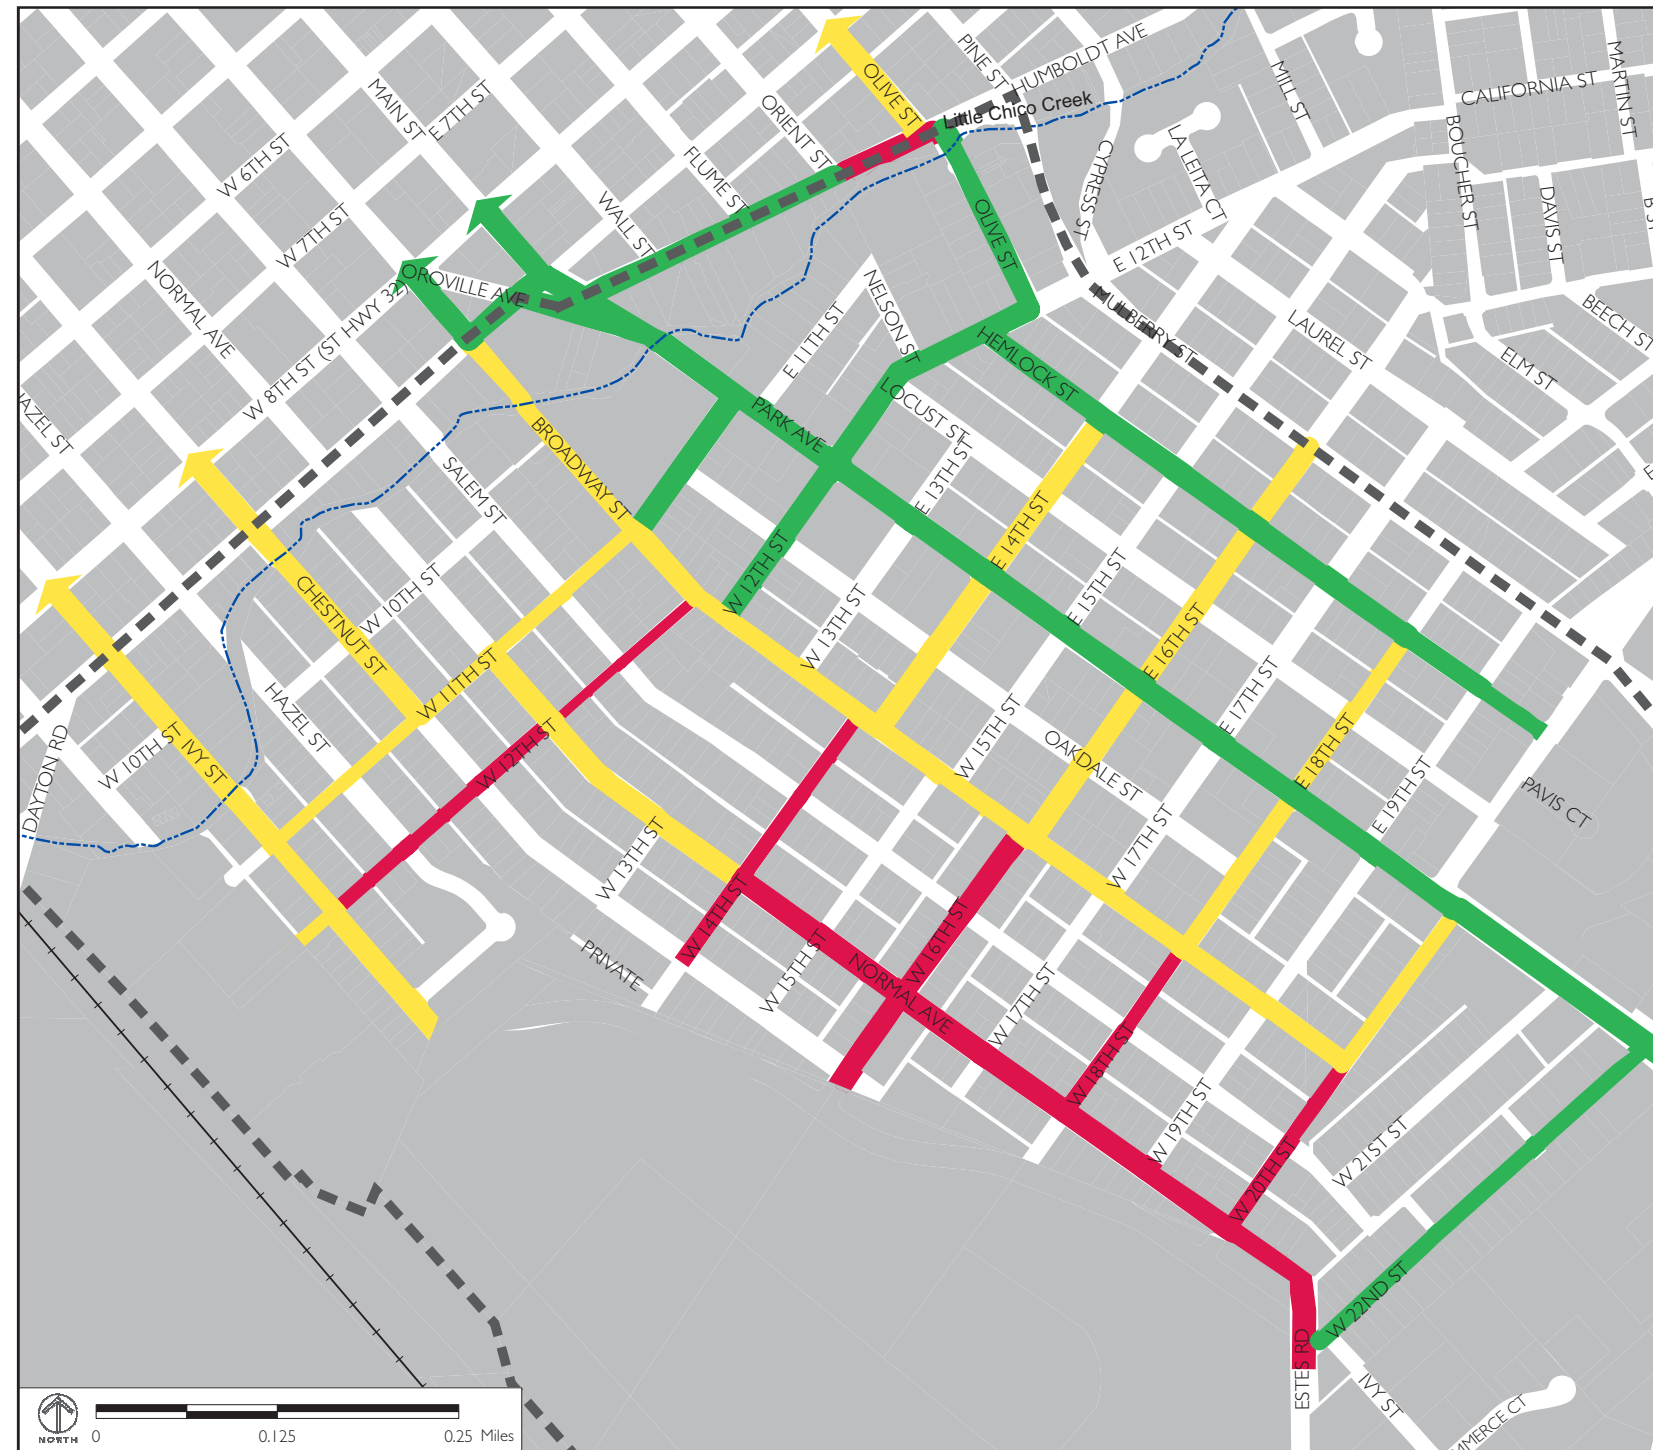 PINE ST
HUMBOLDT AVE
MILL ST
MARTIN ST
CALIFORNIA ST
OLIVE ST
MAIN ST
E 7TH ST
ORIENT ST
Little Chico Creek
LA LEITA CT
BOUCHER ST
W 6TH ST
FLUME ST
CYPRESS ST
DAVIS ST
W 7TH ST
WALL ST
OLIVE ST
E 12TH ST
NORMAL AVE
OROVILLE AVE
W 8TH ST (ST HWY 32)
NELSON ST
E 11TH ST
MULBERRY ST
LAUREL ST
BEECH ST
ELM ST
HEMLOCK ST
LOCUST ST
PARK AVE
HAZEL ST
BROADWAY ST
SALEM ST
E 13TH ST
E 14TH ST
W 12TH ST
E 15TH ST
CHESTNUT ST
W 10TH ST
W 13TH ST
E 16TH ST
W 11TH ST
HAZEL ST
E 17TH ST
W 15TH ST
OAKDALE ST
E 18TH ST
W 10TH ST
IVY ST
DAYTON RD
W 12TH ST
E 19TH ST
PAVIS CT
W 17TH ST
W 13TH ST
W 14TH ST
W 16TH ST
PRIVATE
W 15TH ST
NORMAL AVE
W 17TH ST
W 18TH ST
W 19TH ST
W 21ST ST
W 20TH ST
W 22ND ST
ESTES RD
IVY ST
MMERCE CT
NORTH
0 0.125 0.25 Miles